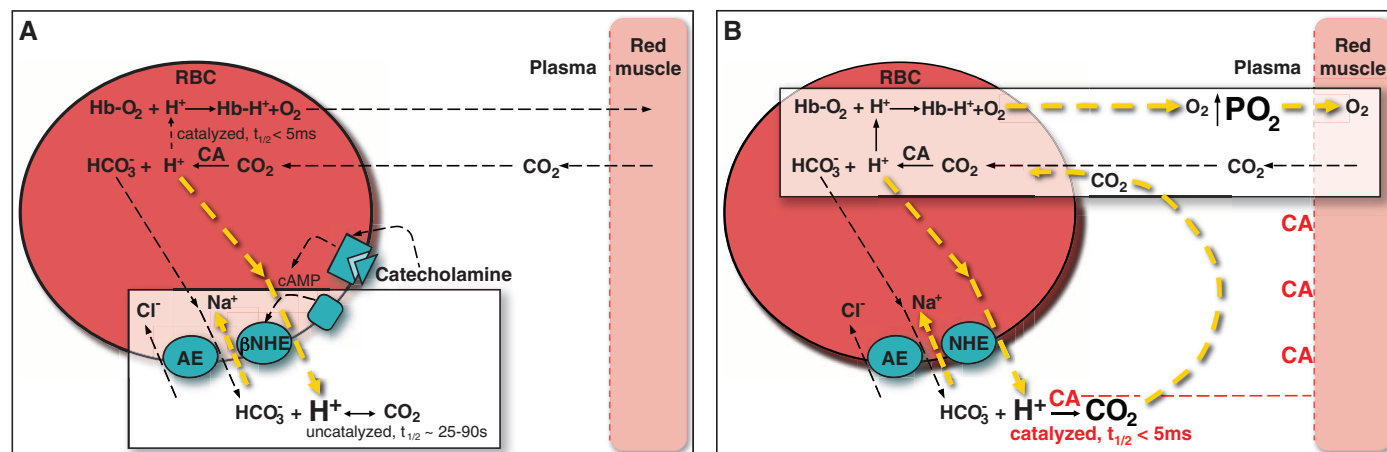 A
RBC
Plasma
Red
muscle
Hb-O₂ + H⁺ → Hb-H⁺+O₂
catalyzed, t₁/₂ < 5ms
HCO₃⁻ + H⁺ ← CA CO₂
CO₂
Catecholamine
cAMP
Cl⁻
Na⁺
AE
βNHE
HCO₃⁻ + H⁺ ↔ CO₂
uncatalyzed, t₁/₂ ~ 25-90s
B
RBC
Plasma
Red
muscle
Hb-O₂ + H⁺ → Hb-H⁺+O₂
O₂ ↑PO₂
O₂
HCO₃⁻ + H⁺ ← CA CO₂
CO₂
CO₂
CA
CA
CA
Cl⁻
Na⁺
AE
NHE
HCO₃⁻ + H⁺ → CA CO₂
catalyzed, t₁/₂ < 5ms